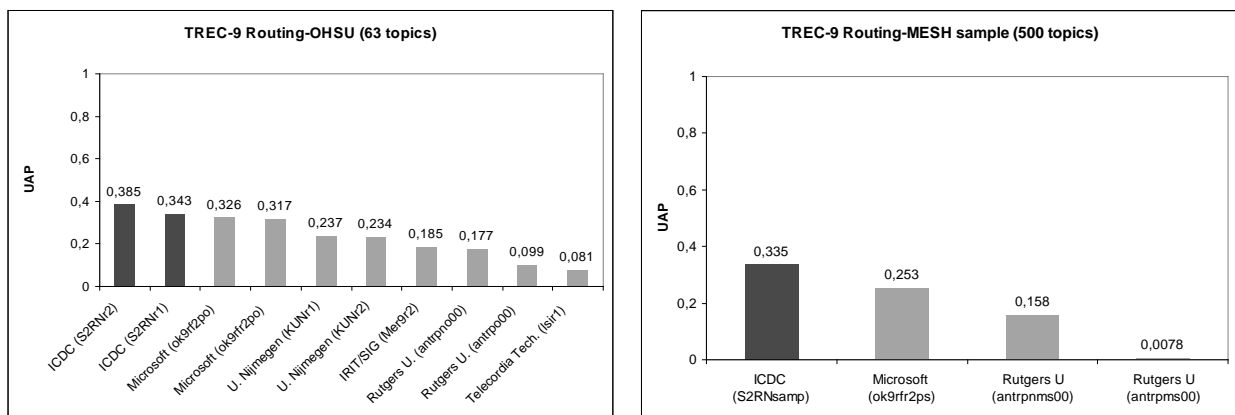 TREC-9 Routing-OHSU (63 topics)
UAP
1
0,8
0,6
0,4
0,2
0
0,385
0,343
0,326
0,317
0,237
0,234
0,185
0,177
0,099
0,081
ICDC (S2RNr2)
ICDC (S2RNr1)
Microsoft (ok9rf2po)
Microsoft (ok9rfr2po)
U. Nijmegen (KUNr1)
U. Nijmegen (KUNr2)
IRIT/SIG (Mer9r2)
Rutgers U. (antrpno00)
Rutgers U. (antrpo00)
Telecordia Tech. (lsir1)
TREC-9 Routing-MESH sample (500 topics)
UAP
1
0,8
0,6
0,4
0,2
0
0,335
0,253
0,158
0,0078
ICDC
(S2RNsamp)
Microsoft
(ok9rfr2ps)
Rutgers U
(antrpnms00)
Rutgers U
(antrpms00)